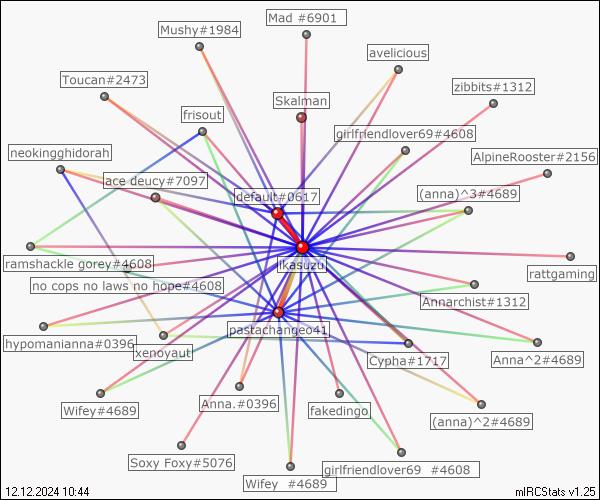 Mad #6901
Mushy#1984
avelicious
Toucan#2473
zibbits#1312
Skalman
frisout
girlfriendlover69#4608
neokingghidorah
AlpineRooster#2156
ace deucy#7097
(anna)^3#4689
default#0617
ikasuzu
ramshackle gorey#4608
rattgaming
no cops no laws no hope#4608
Annarchist#1312
pastachangeo41
hypomanianna#0396
xenoyaut
Cypha#1717
Anna^2#4689
Wifey#4689
Anna.#0396
fakedingo
(anna)^2#4689
Soxy Foxy#5076
girlfriendlover69 #4608
Wifey #4689
12.12.2024 10:44
mIRCStats v1.25